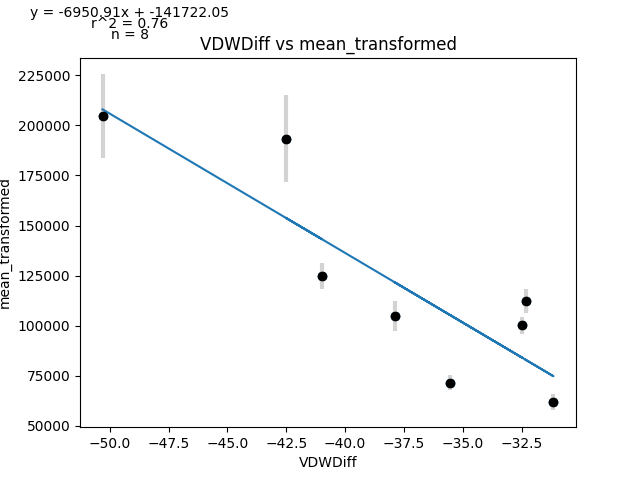 y = -6950.91x + -141722.05
r^2 = 0.76
n = 8
VDWDiff vs mean_transformed
225000
200000
175000
150000
125000
100000
75000
50000
mean_transformed
−50.0 −47.5 −45.0 −42.5 −40.0 −37.5 −35.0 −32.5
VDWDiff